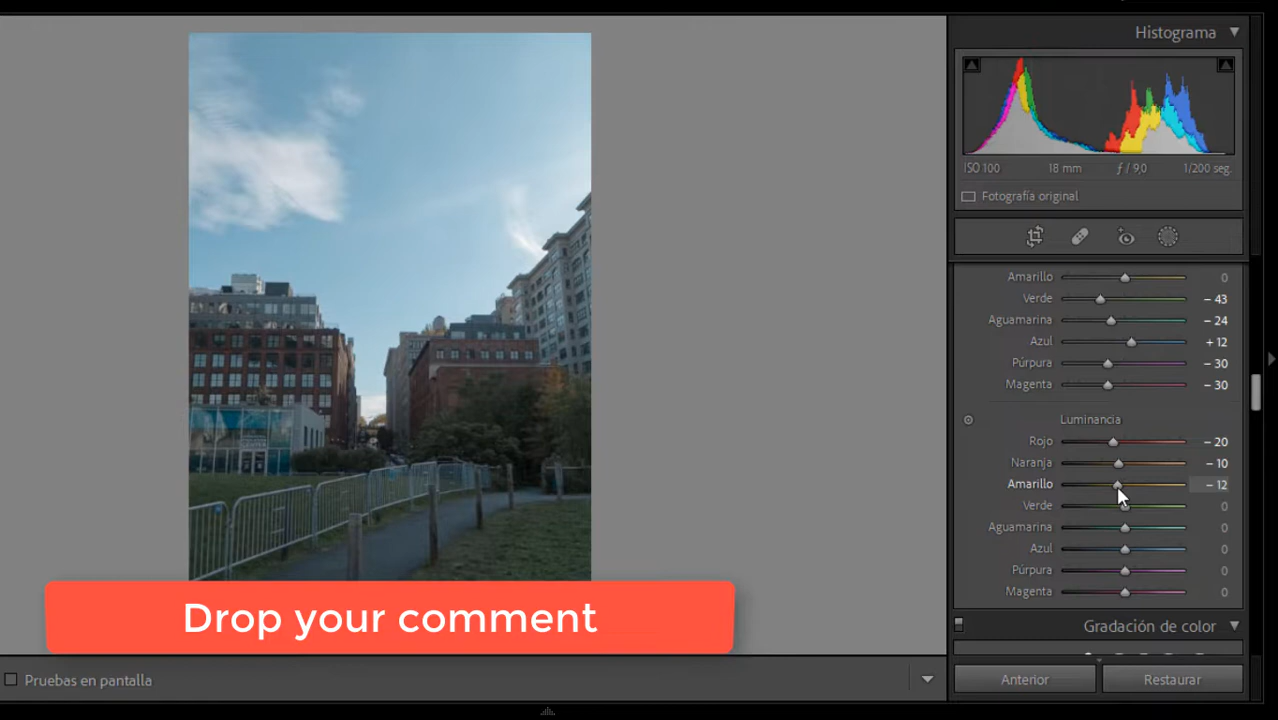 Histograma
ISO 100 18 mm ƒ / 9,0 1/200 seg.
Fotografía original
Amarillo 0
Verde − 43
Aguamarina − 24
Azul + 12
Púrpura − 30
Magenta − 30
Luminancia
Rojo − 20
Naranja − 10
Amarillo − 12
Verde 0
Aguamarina 0
Azul 0
Púrpura 0
Magenta 0
Drop your comment
Gradación de color
Pruebas en pantalla
Anterior Restaurar